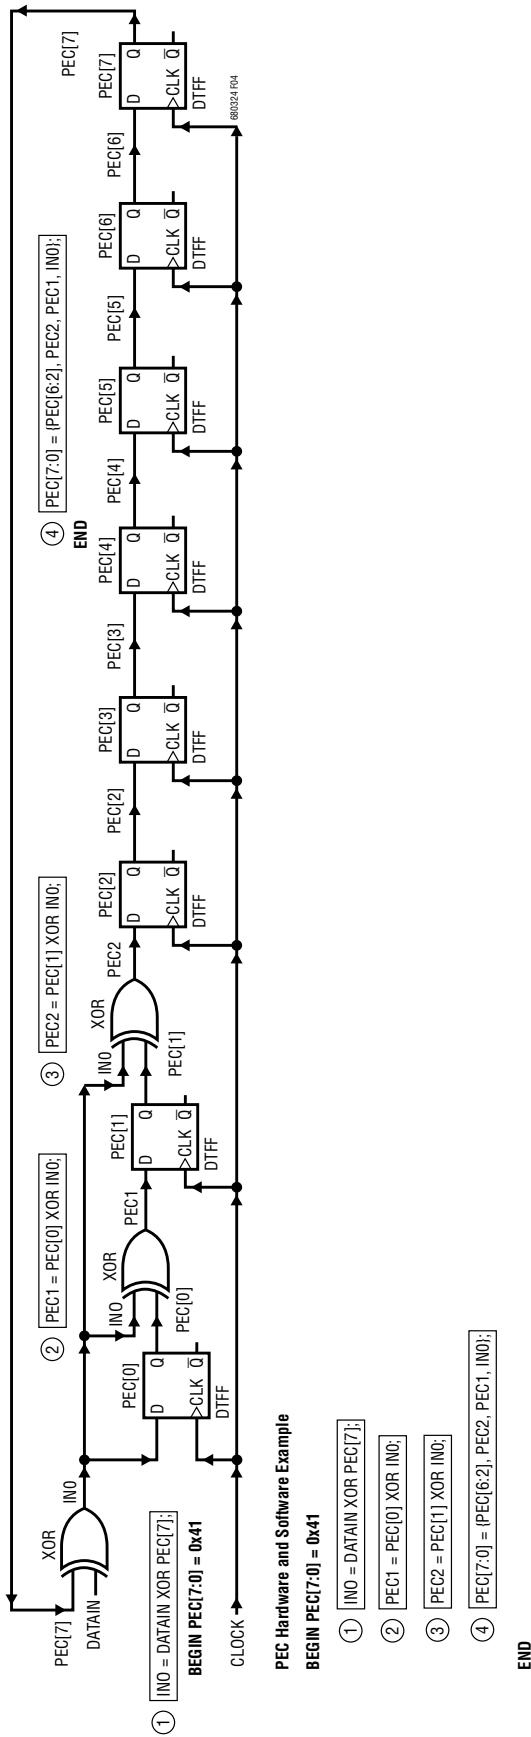 PEC[7]
DATAIN
XOR
IN0
1
IN0 = DATAIN XOR PEC[7];
BEGIN PEC[7:0] = 0x41
CLOCK
PEC[0]
D
Q
CLK
Q
DTFF
2
PEC1 = PEC[0] XOR IN0;
IN0
XOR
PEC[0]
PEC1
PEC[1]
D
Q
CLK
Q
DTFF
3
PEC2 = PEC[1] XOR IN0;
IN0
XOR
PEC[1]
PEC2
PEC[2]
D
Q
CLK
Q
DTFF
PEC[2]
PEC[3]
D
Q
CLK
Q
DTFF
PEC[3]
PEC[4]
D
Q
CLK
Q
DTFF
PEC[4]
4
PEC[7:0] = {PEC[6:2], PEC2, PEC1, IN0};
END
PEC[5]
D
Q
CLK
Q
DTFF
PEC[5]
PEC[6]
D
Q
CLK
Q
DTFF
PEC[6]
PEC[7]
D
Q
CLK
Q
DTFF
PEC[7]
680324 F04
PEC Hardware and Software Example
BEGIN PEC[7:0] = 0x41
1
IN0 = DATAIN XOR PEC[7];
2
PEC1 = PEC[0] XOR IN0;
3
PEC2 = PEC[1] XOR IN0;
4
PEC[7:0] = {PEC[6:2], PEC2, PEC1, IN0};
END